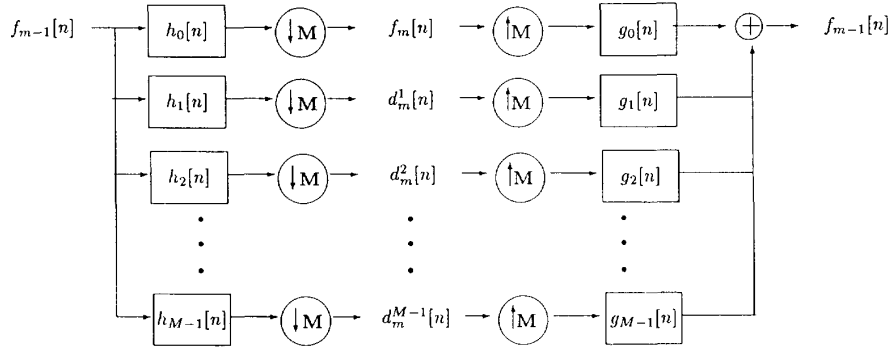 f_{m-1}[n] h_0[n] ↓M f_m[n] ↑M g_0[n] + f_{m-1}[n]
h_1[n] ↓M d_m^1[n] ↑M g_1[n]
h_2[n] ↓M d_m^2[n] ↑M g_2[n]
h_{M-1}[n] ↓M d_m^{M-1}[n] ↑M g_{M-1}[n]